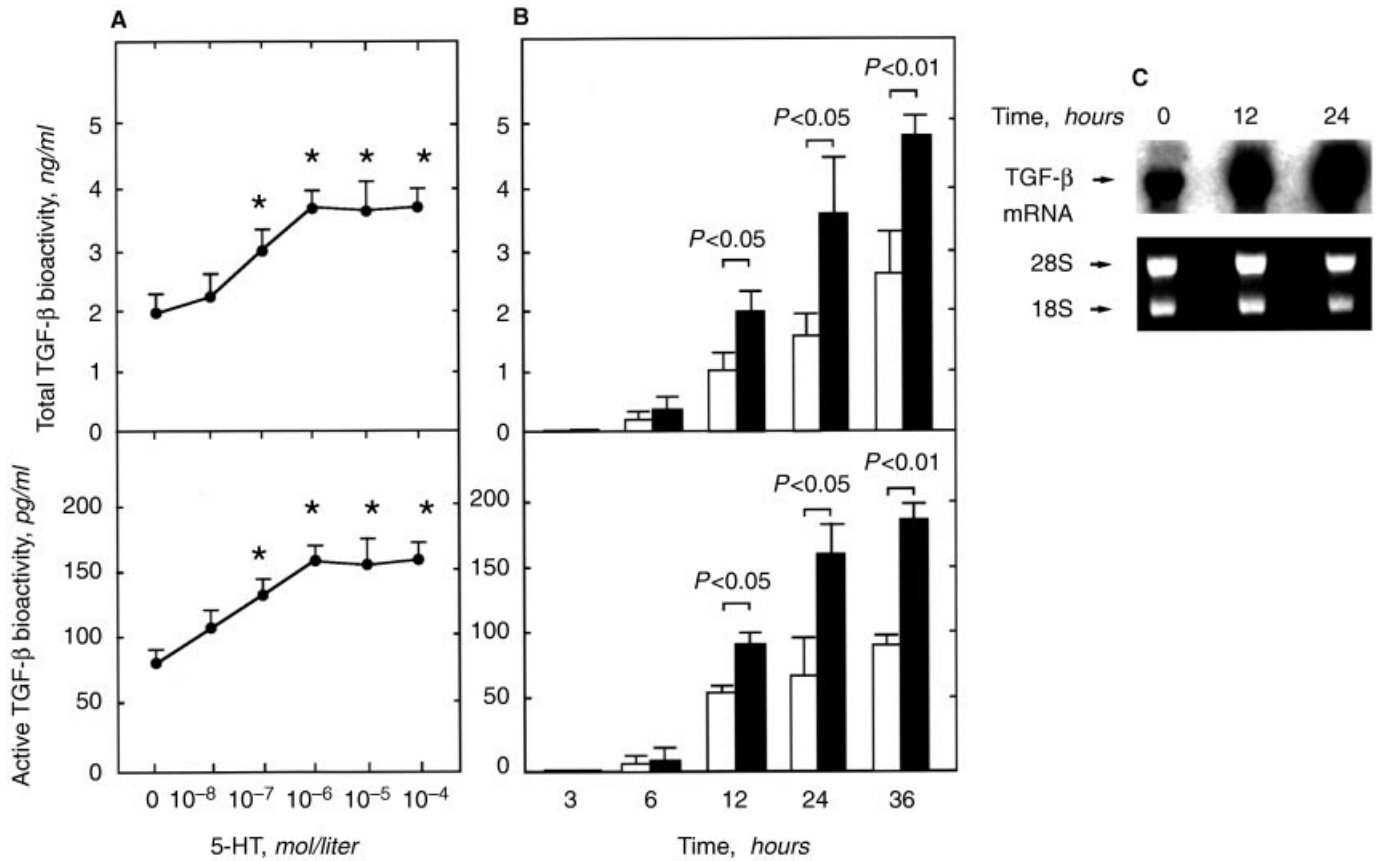 A
B
C
Total TGF-β bioactivity, ng/ml
5
4
3
2
1
0
* * * *
5
4
3
2
1
0
P<0.05
P<0.05
P<0.01
Active TGF-β bioactivity, pg/ml
200
150
100
50
0
* * * *
200
150
100
50
0
P<0.05
P<0.05
P<0.01
0 10⁻⁸ 10⁻⁷ 10⁻⁶ 10⁻⁵ 10⁻⁴
5-HT, mol/liter
3 6 12 24 36
Time, hours
Time, hours 0 12 24
TGF-β
mRNA
28S
18S